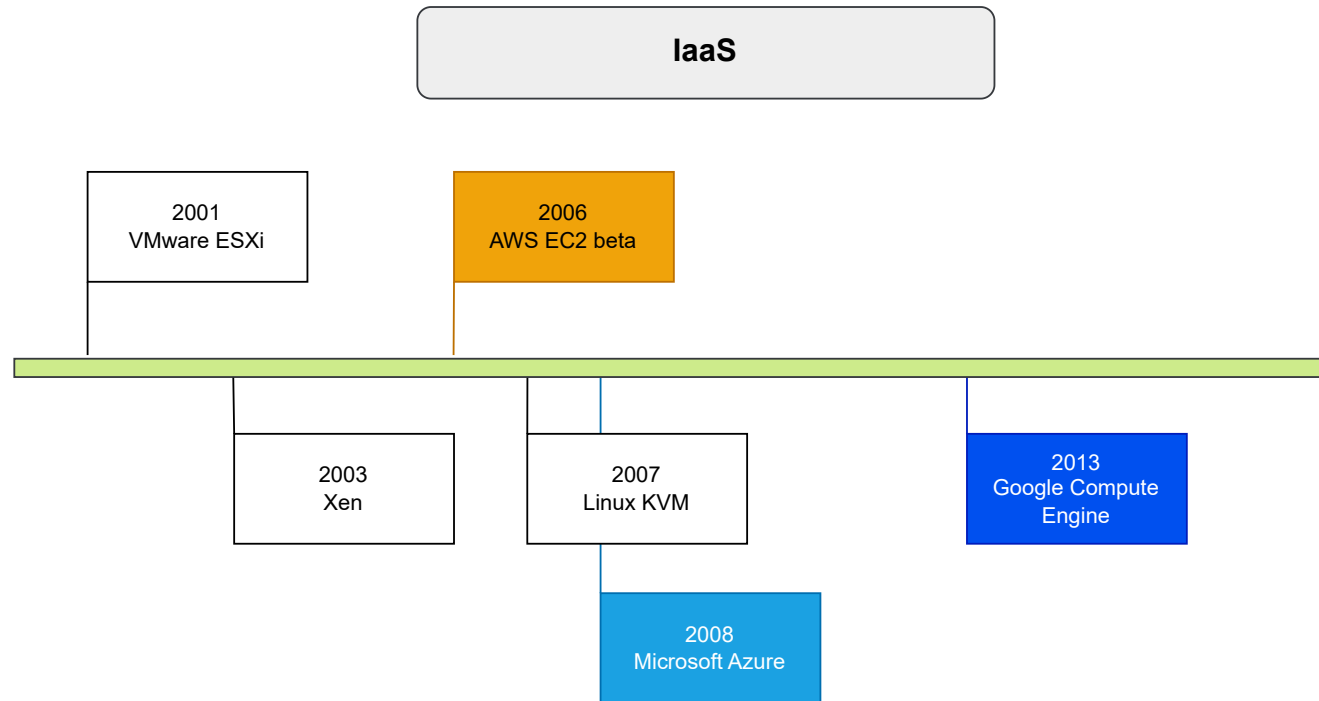 IaaS
2001
VMware ESXi
2006
AWS EC2 beta
2003
Xen
2007
Linux KVM
2013
Google Compute
Engine
2008
Microsoft Azure